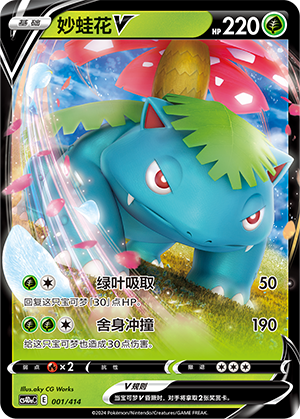 基础
妙蛙花V
HP 220
绿叶吸取 50
回复这只宝可梦「30」点HP。
舍身冲撞 190
给这只宝可梦也造成30点伤害。
弱点 ×2 抗性 撤退
V规则
当宝可梦V昏厥时，对手将拿取2张奖赏卡。
Illus.aky CG Works
E 001/414
©2024 Pokémon/Nintendo/Creatures/GAME FREAK.